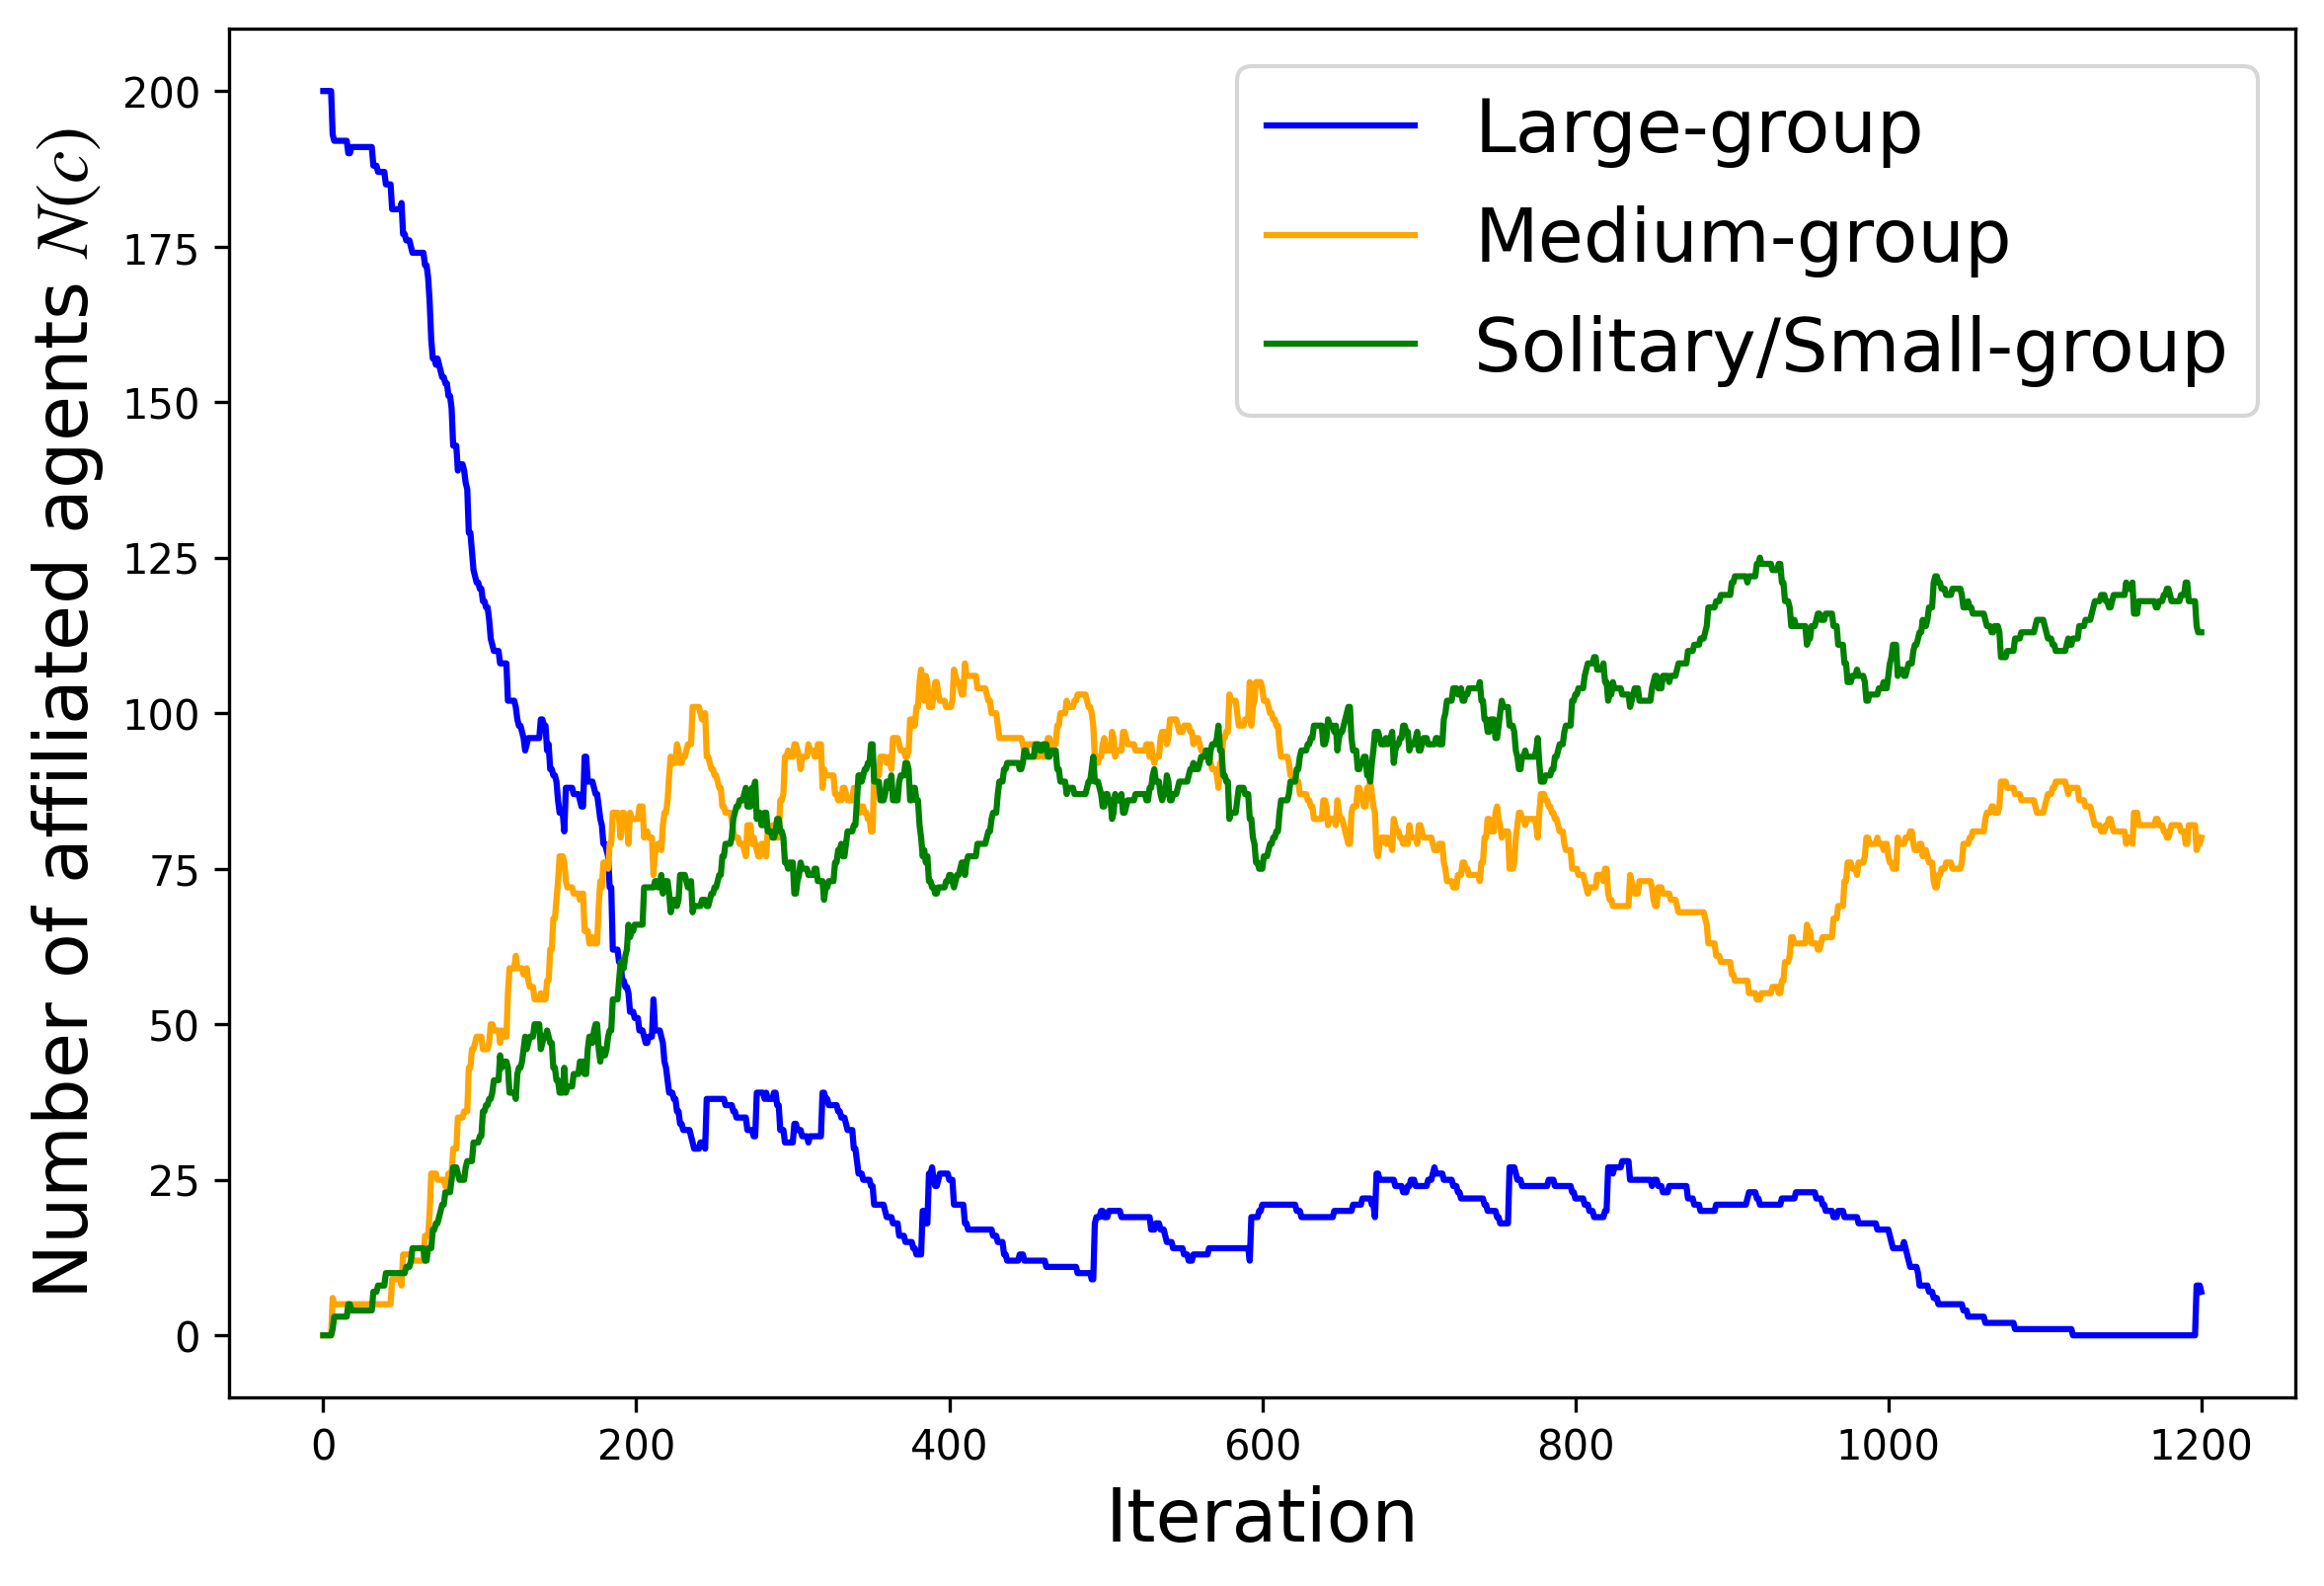 Number of affiliated agents N(c)
200
175
150
125
100
75
50
25
0
Large-group
Medium-group
Solitary/Small-group
0 200 400 600 800 1000 1200
Iteration